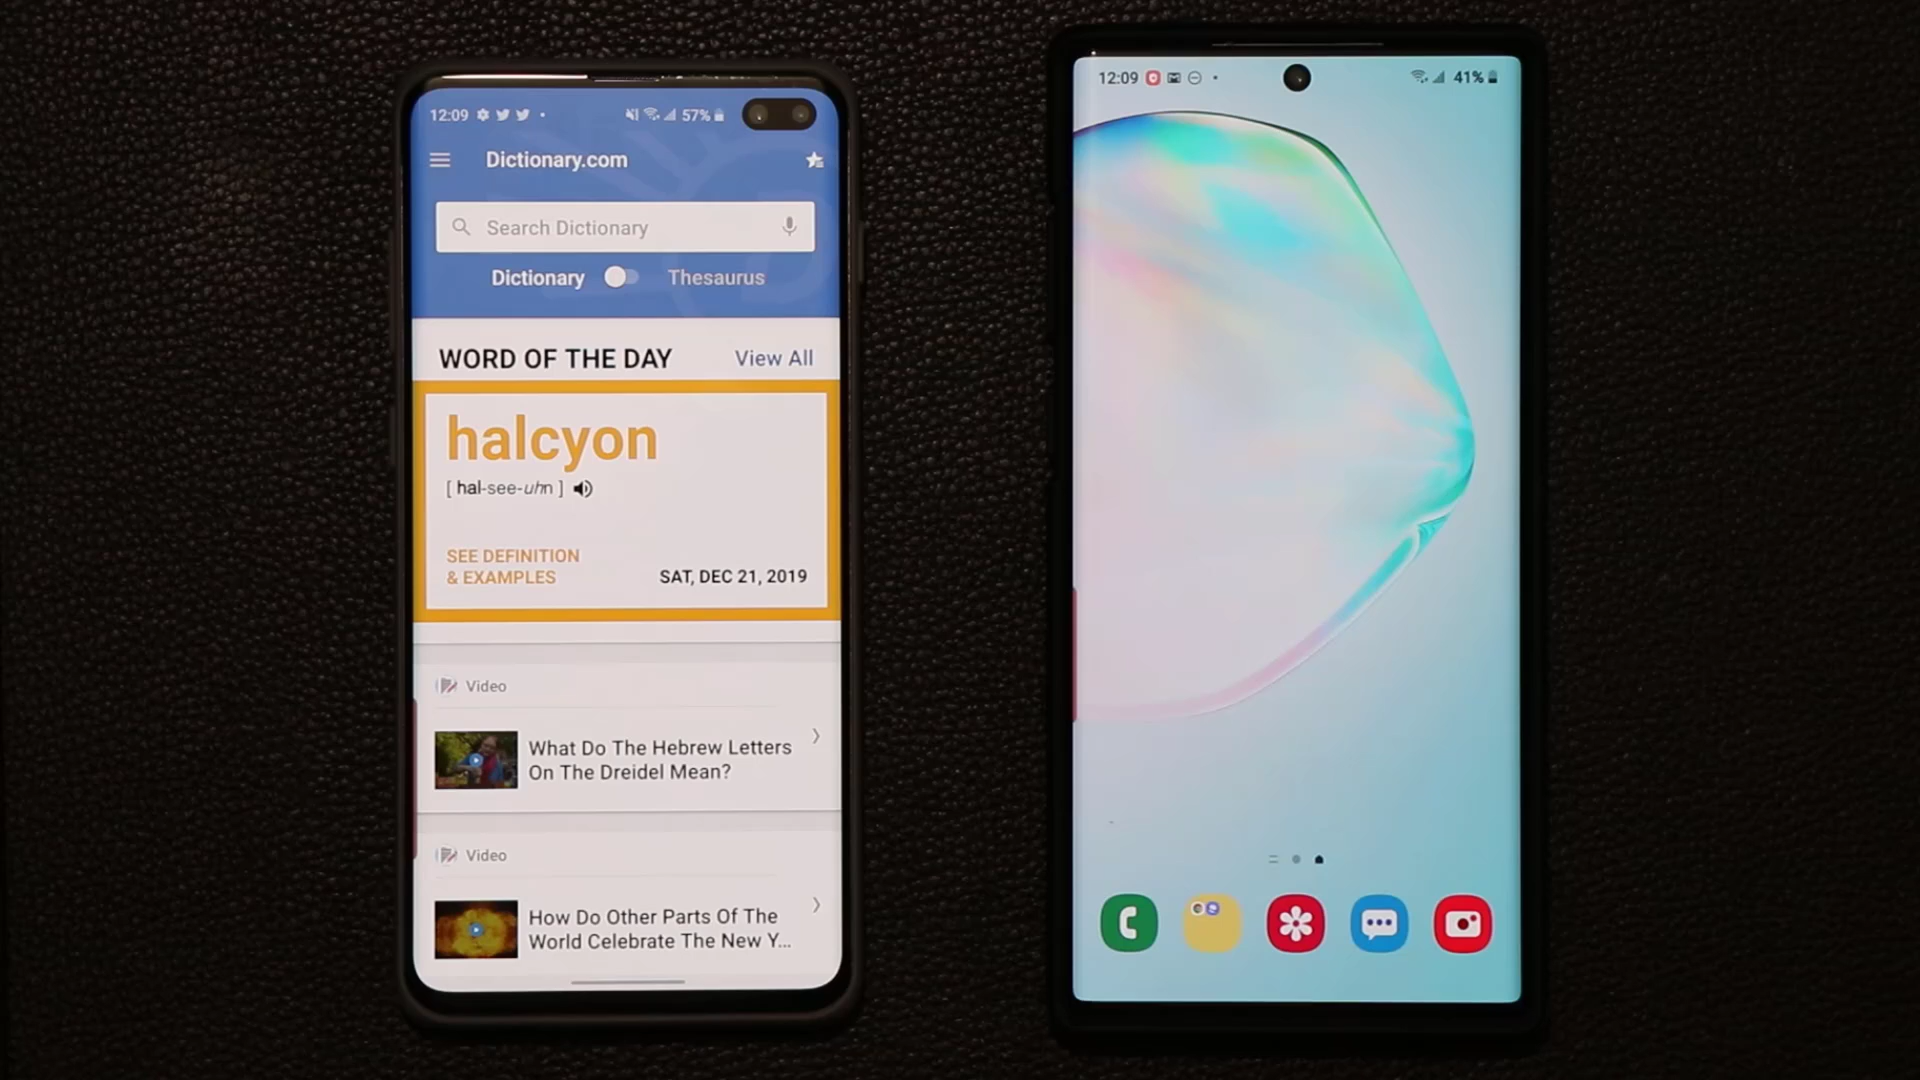 12:09
57%
Dictionary.com
Search Dictionary
Dictionary Thesaurus
WORD OF THE DAY View All
halcyon
[ hal-see-uhn ]
SEE DEFINITION
& EXAMPLES
SAT, DEC 21, 2019
Video
What Do The Hebrew Letters
On The Dreidel Mean?
Video
How Do Other Parts Of The
World Celebrate The New Y...
12:09
41%